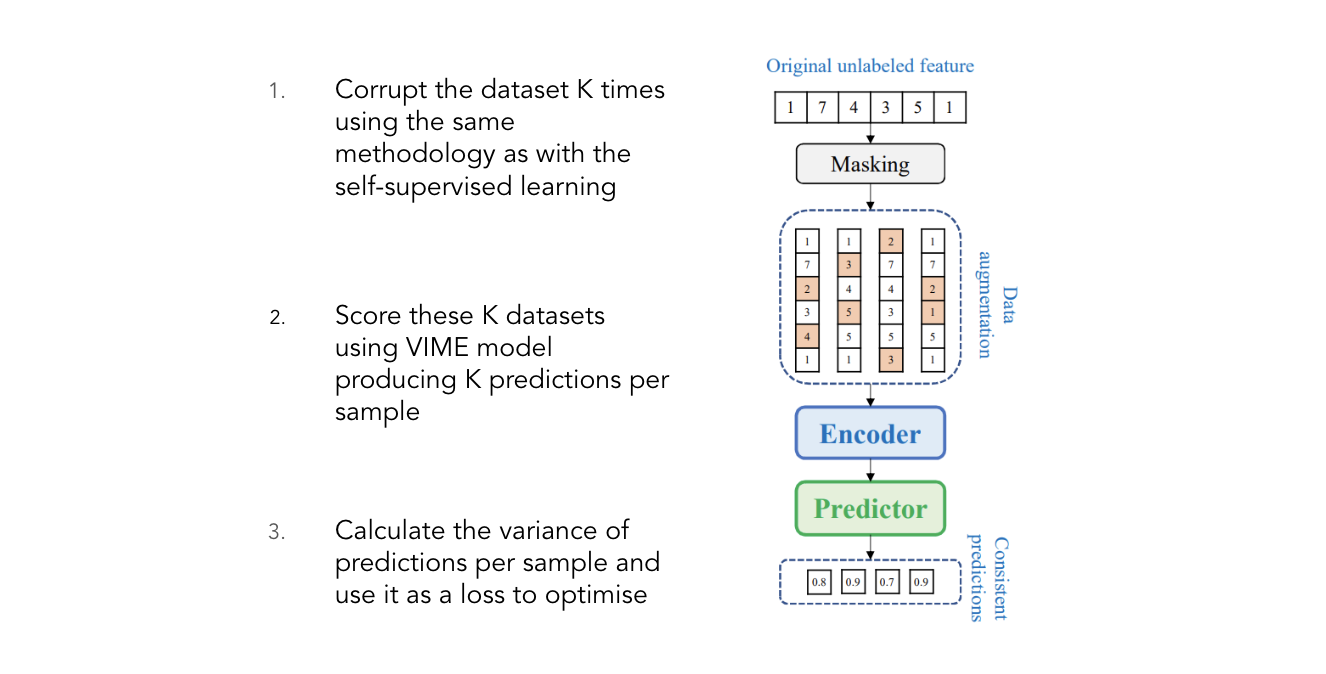 1. Corrupt the dataset K times
using the same
methodology as with the
self-supervised learning
2. Score these K datasets
using VIME model
producing K predictions per
sample
3. Calculate the variance of
predictions per sample and
use it as a loss to optimise
Original unlabeled feature
1 7 4 3 5 1
Masking
1 1 2 1
7 3 7 7
2 4 4 2
3 5 3 1
4 5 5 5
1 1 3 1
Data
augmentation
Encoder
Predictor
0.8 0.9 0.7 0.9
Consistent
predictions